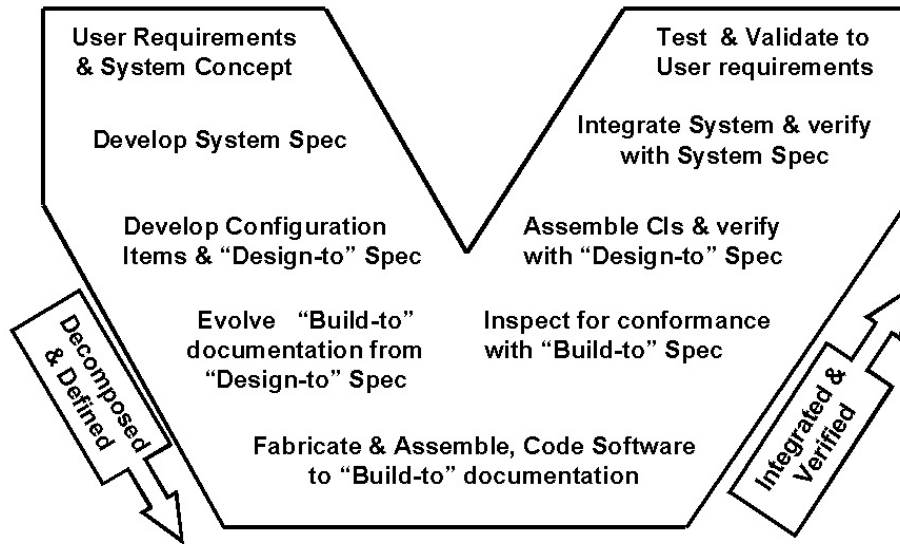 User Requirements
& System Concept
Develop System Spec
Develop Configuration
Items & “Design-to” Spec
Evolve “Build-to”
documentation from
“Design-to” Spec
Fabricate & Assemble, Code Software
to “Build-to” documentation
Inspect for conformance
with “Build-to” Spec
Assemble CIs & verify
with “Design-to” Spec
Integrate System & verify
with System Spec
Test & Validate to
User requirements
Decomposed
& Defined
Integrated &
Verified